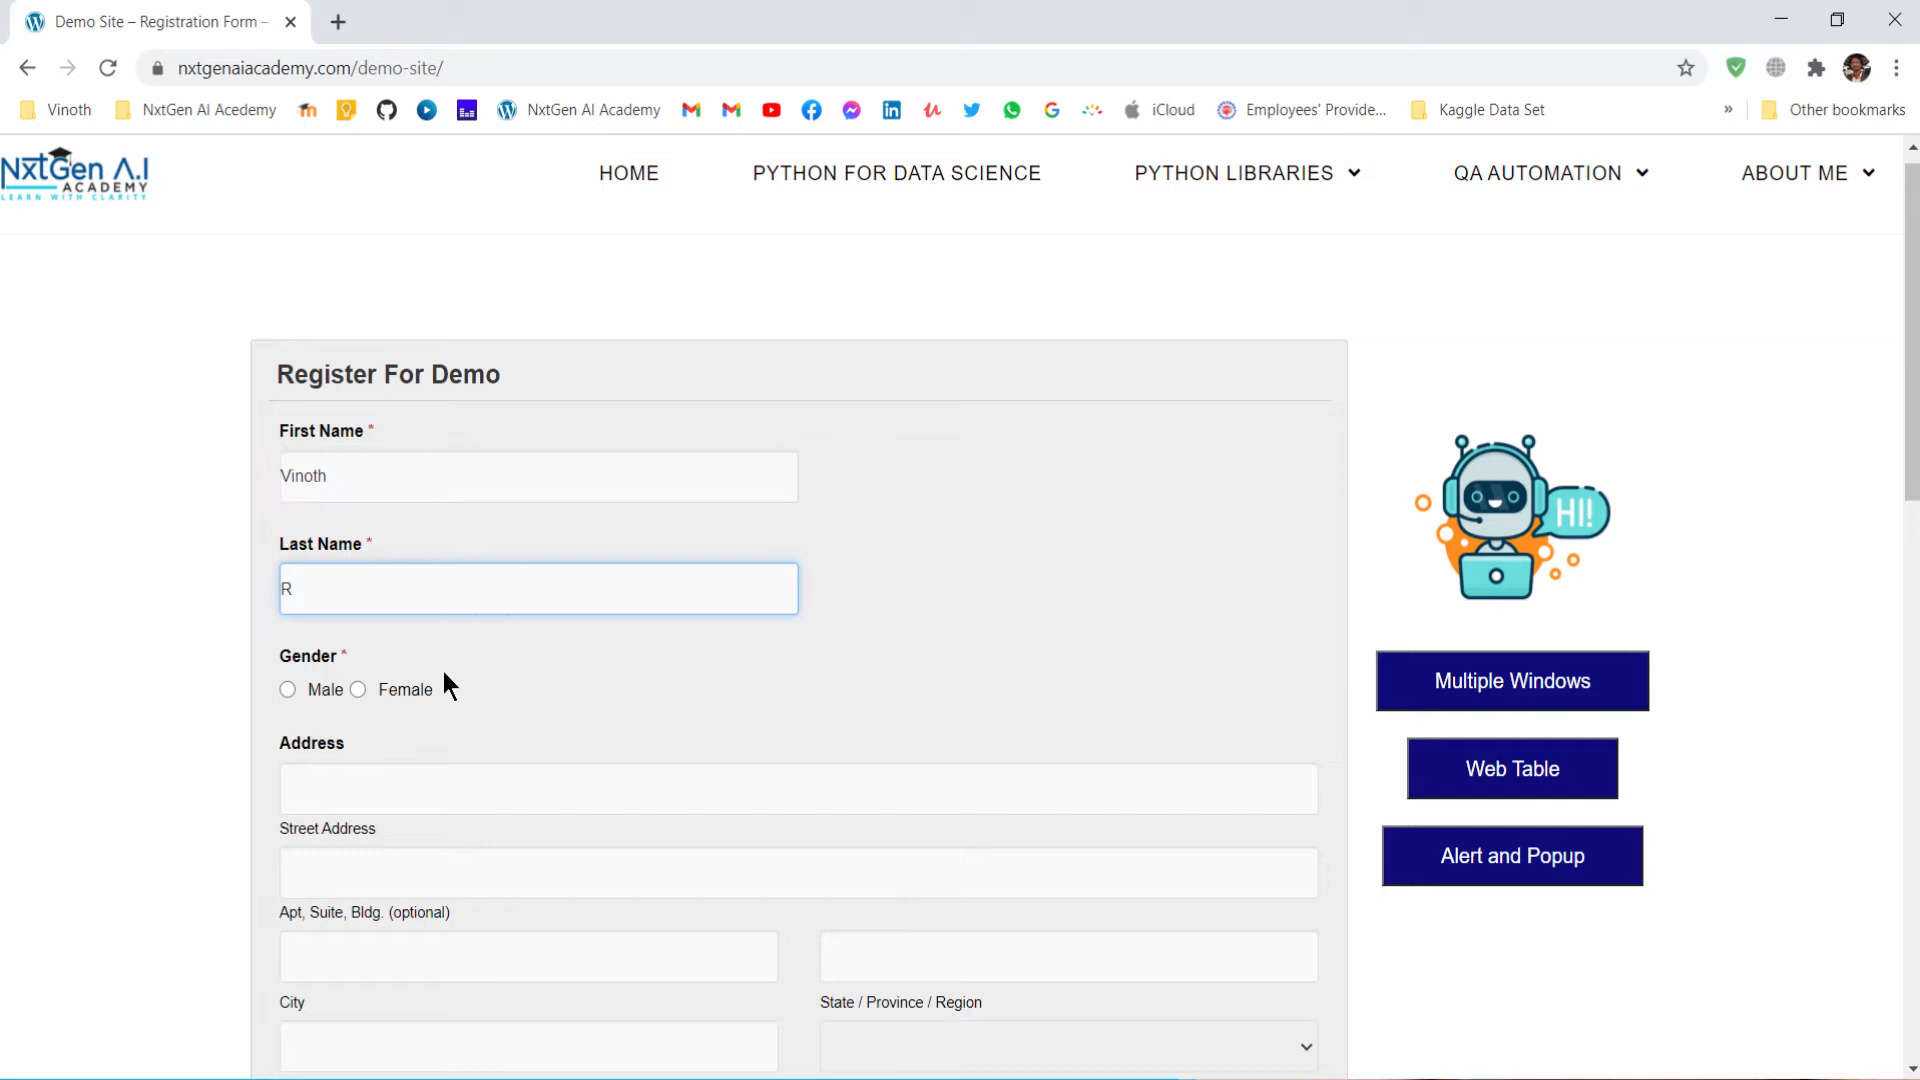 Demo Site – Registration Form –
nxtgenaiacademy.com/demo-site/
Vinoth
NxtGen AI Acedemy
NxtGen AI Academy
iCloud
Employees' Provide...
Kaggle Data Set
»
Other bookmarks
NxtGen A.I
ACADEMY
LEARN WITH CLARITY
HOME
PYTHON FOR DATA SCIENCE
PYTHON LIBRARIES
QA AUTOMATION
ABOUT ME
Register For Demo
First Name *
Vinoth
Last Name *
R
Gender *
Male
Female
Address
Street Address
Apt, Suite, Bldg. (optional)
City
State / Province / Region
HI!
Multiple Windows
Web Table
Alert and Popup